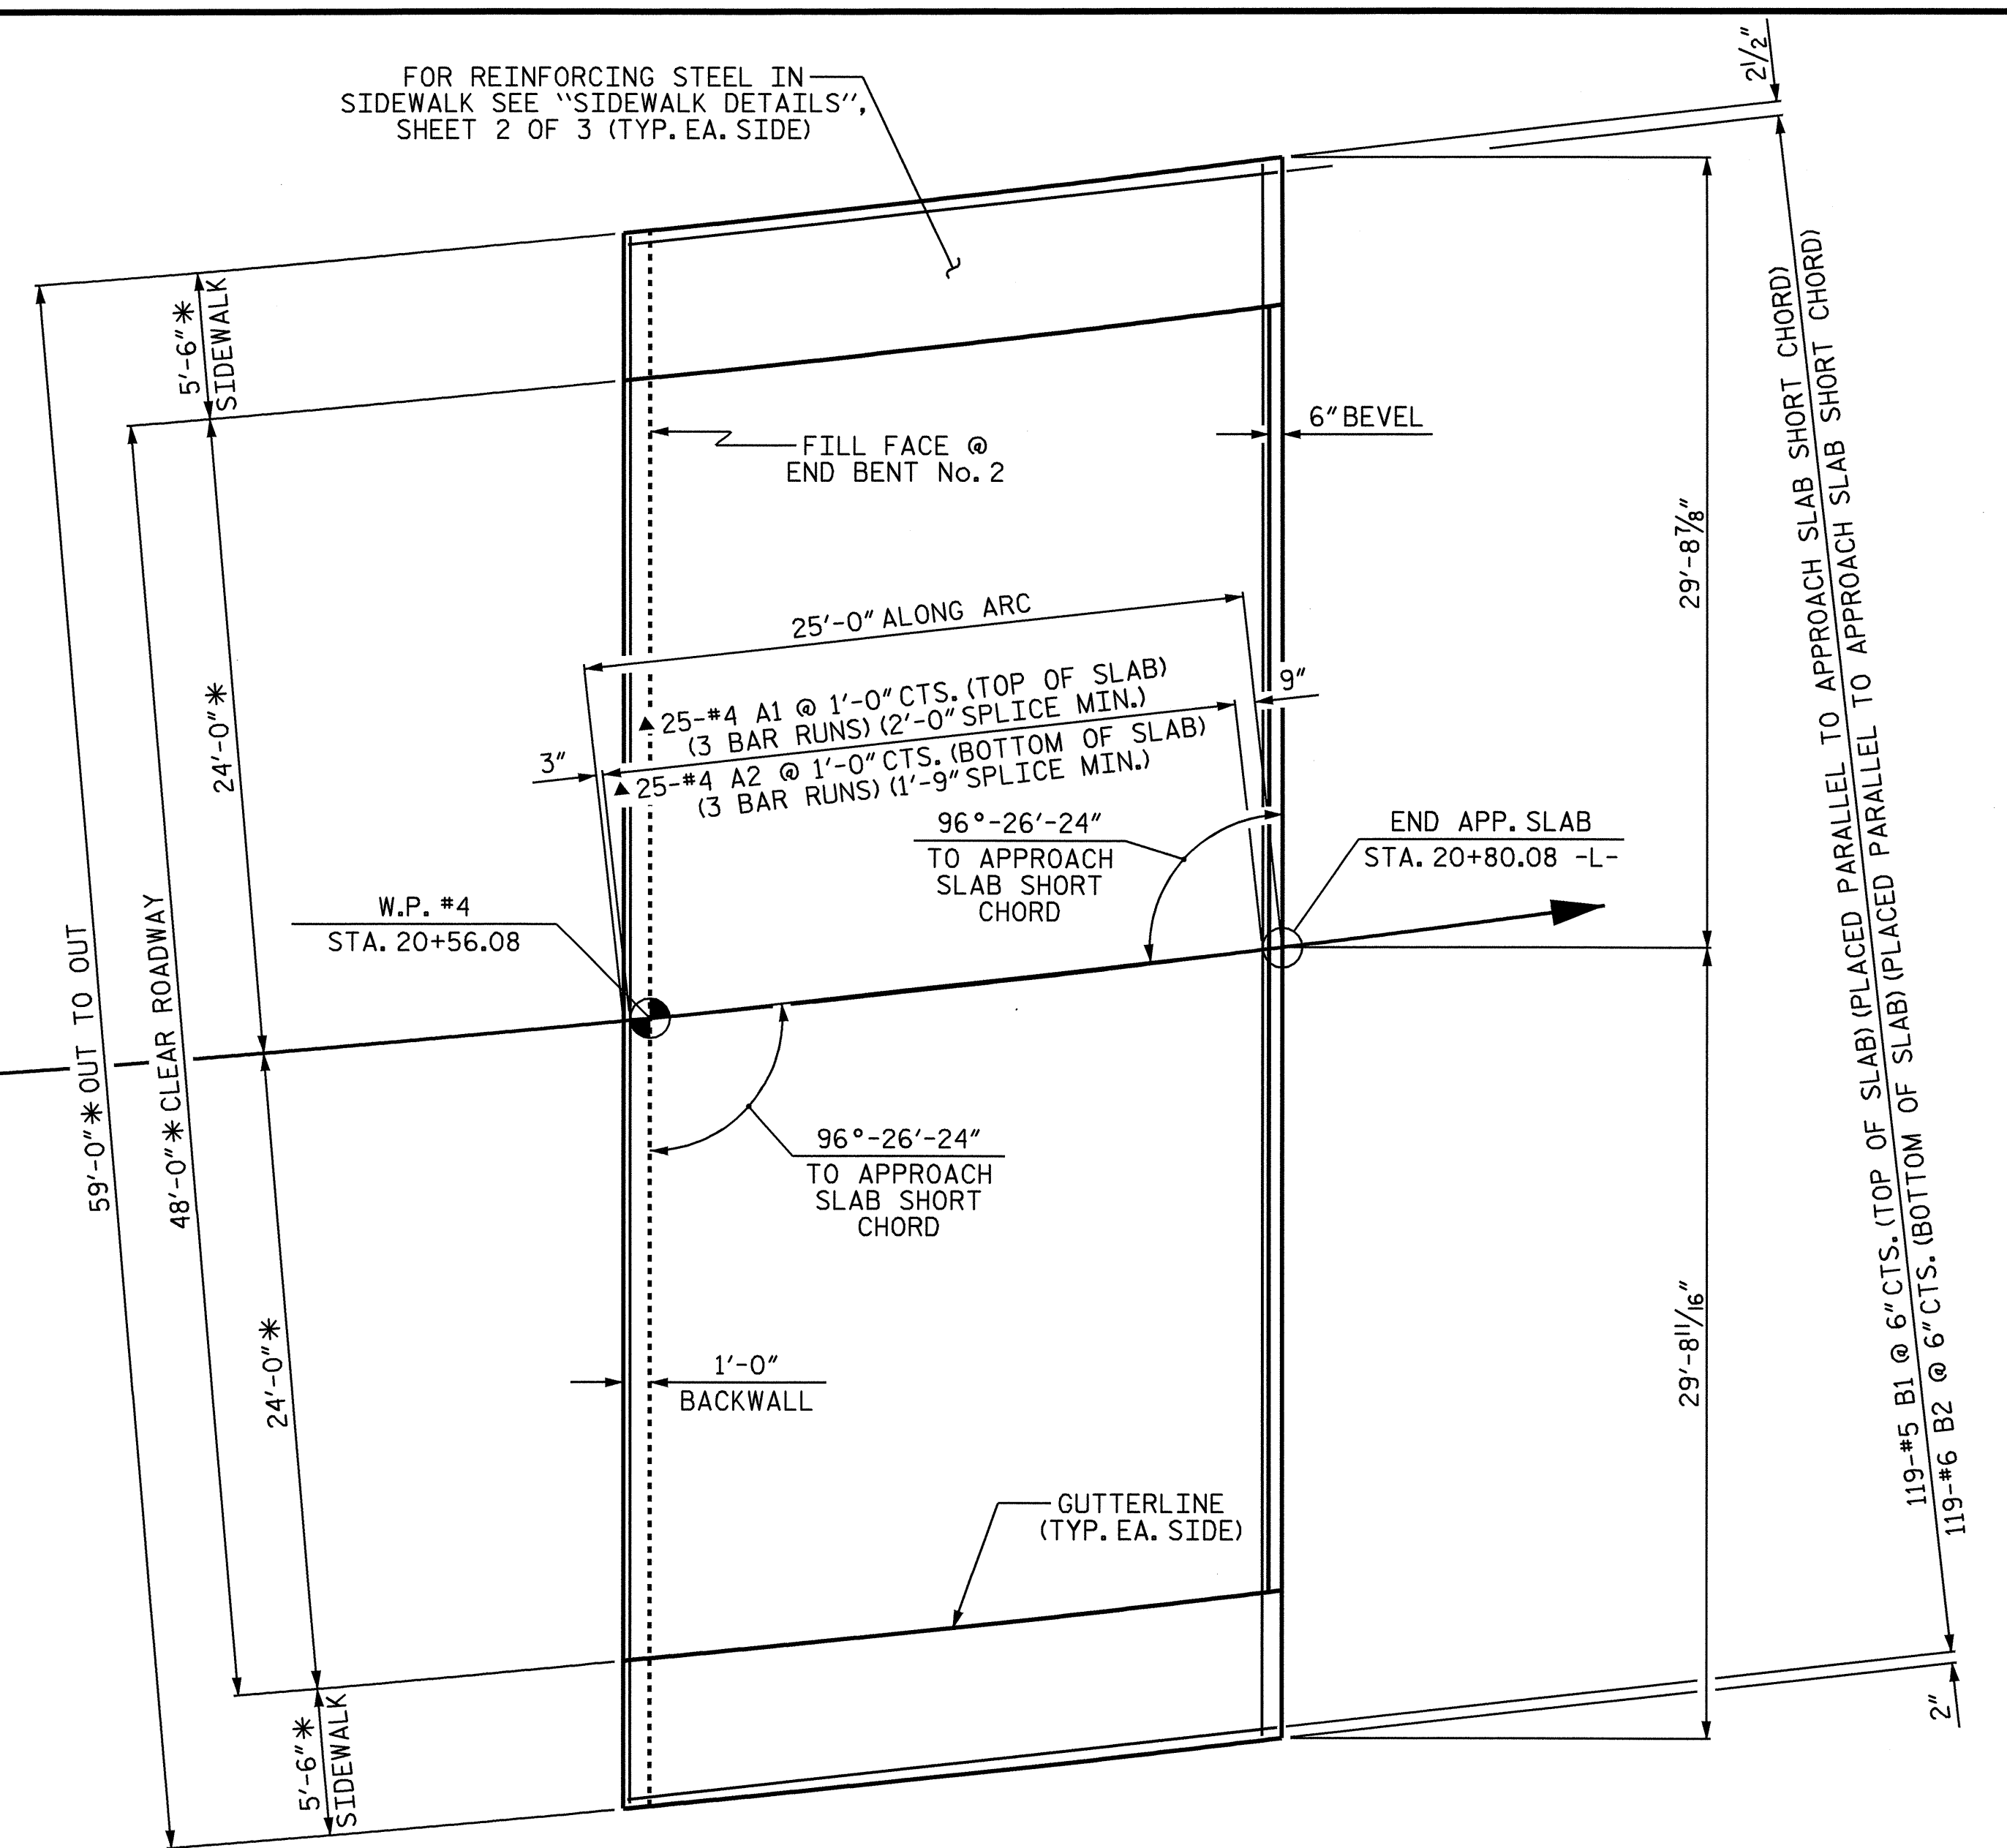 2½"
FOR REINFORCING STEEL IN
SIDEWALK SEE "SIDEWALK DETAILS",
SHEET 2 OF 3 (TYP. EA. SIDE)
5'-6"*
SIDEWALK
6" BEVEL
FILL FACE @
END BENT No. 2
29'-8⅞"
25'-0" ALONG ARC
▲ 25-#4 A1 @ 1'-0" CTS. (TOP OF SLAB)
(3 BAR RUNS) (2'-0" SPLICE MIN.)
9"
3"
▲ 25-#4 A2 @ 1'-0" CTS. (BOTTOM OF SLAB)
(3 BAR RUNS) (1'-9" SPLICE MIN.)
24'-0"*
96°-26'-24"
TO APPROACH
SLAB SHORT
CHORD
END APP. SLAB
STA. 20+80.08 -L-
W.P. #4
STA. 20+56.08
59'-0"* OUT TO OUT
48'-0"* CLEAR ROADWAY
96°-26'-24"
TO APPROACH
SLAB SHORT
CHORD
24'-0"*
1'-0"
BACKWALL
29'-8 11/16"
119-#5 B1 @ 6" CTS. (TOP OF SLAB) (PLACED PARALLEL TO APPROACH SLAB SHORT CHORD)
119-#6 B2 @ 6" CTS. (BOTTOM OF SLAB) (PLACED PARALLEL TO APPROACH SLAB SHORT CHORD)
GUTTERLINE
(TYP. EA. SIDE)
5'-6"*
SIDEWALK
2"